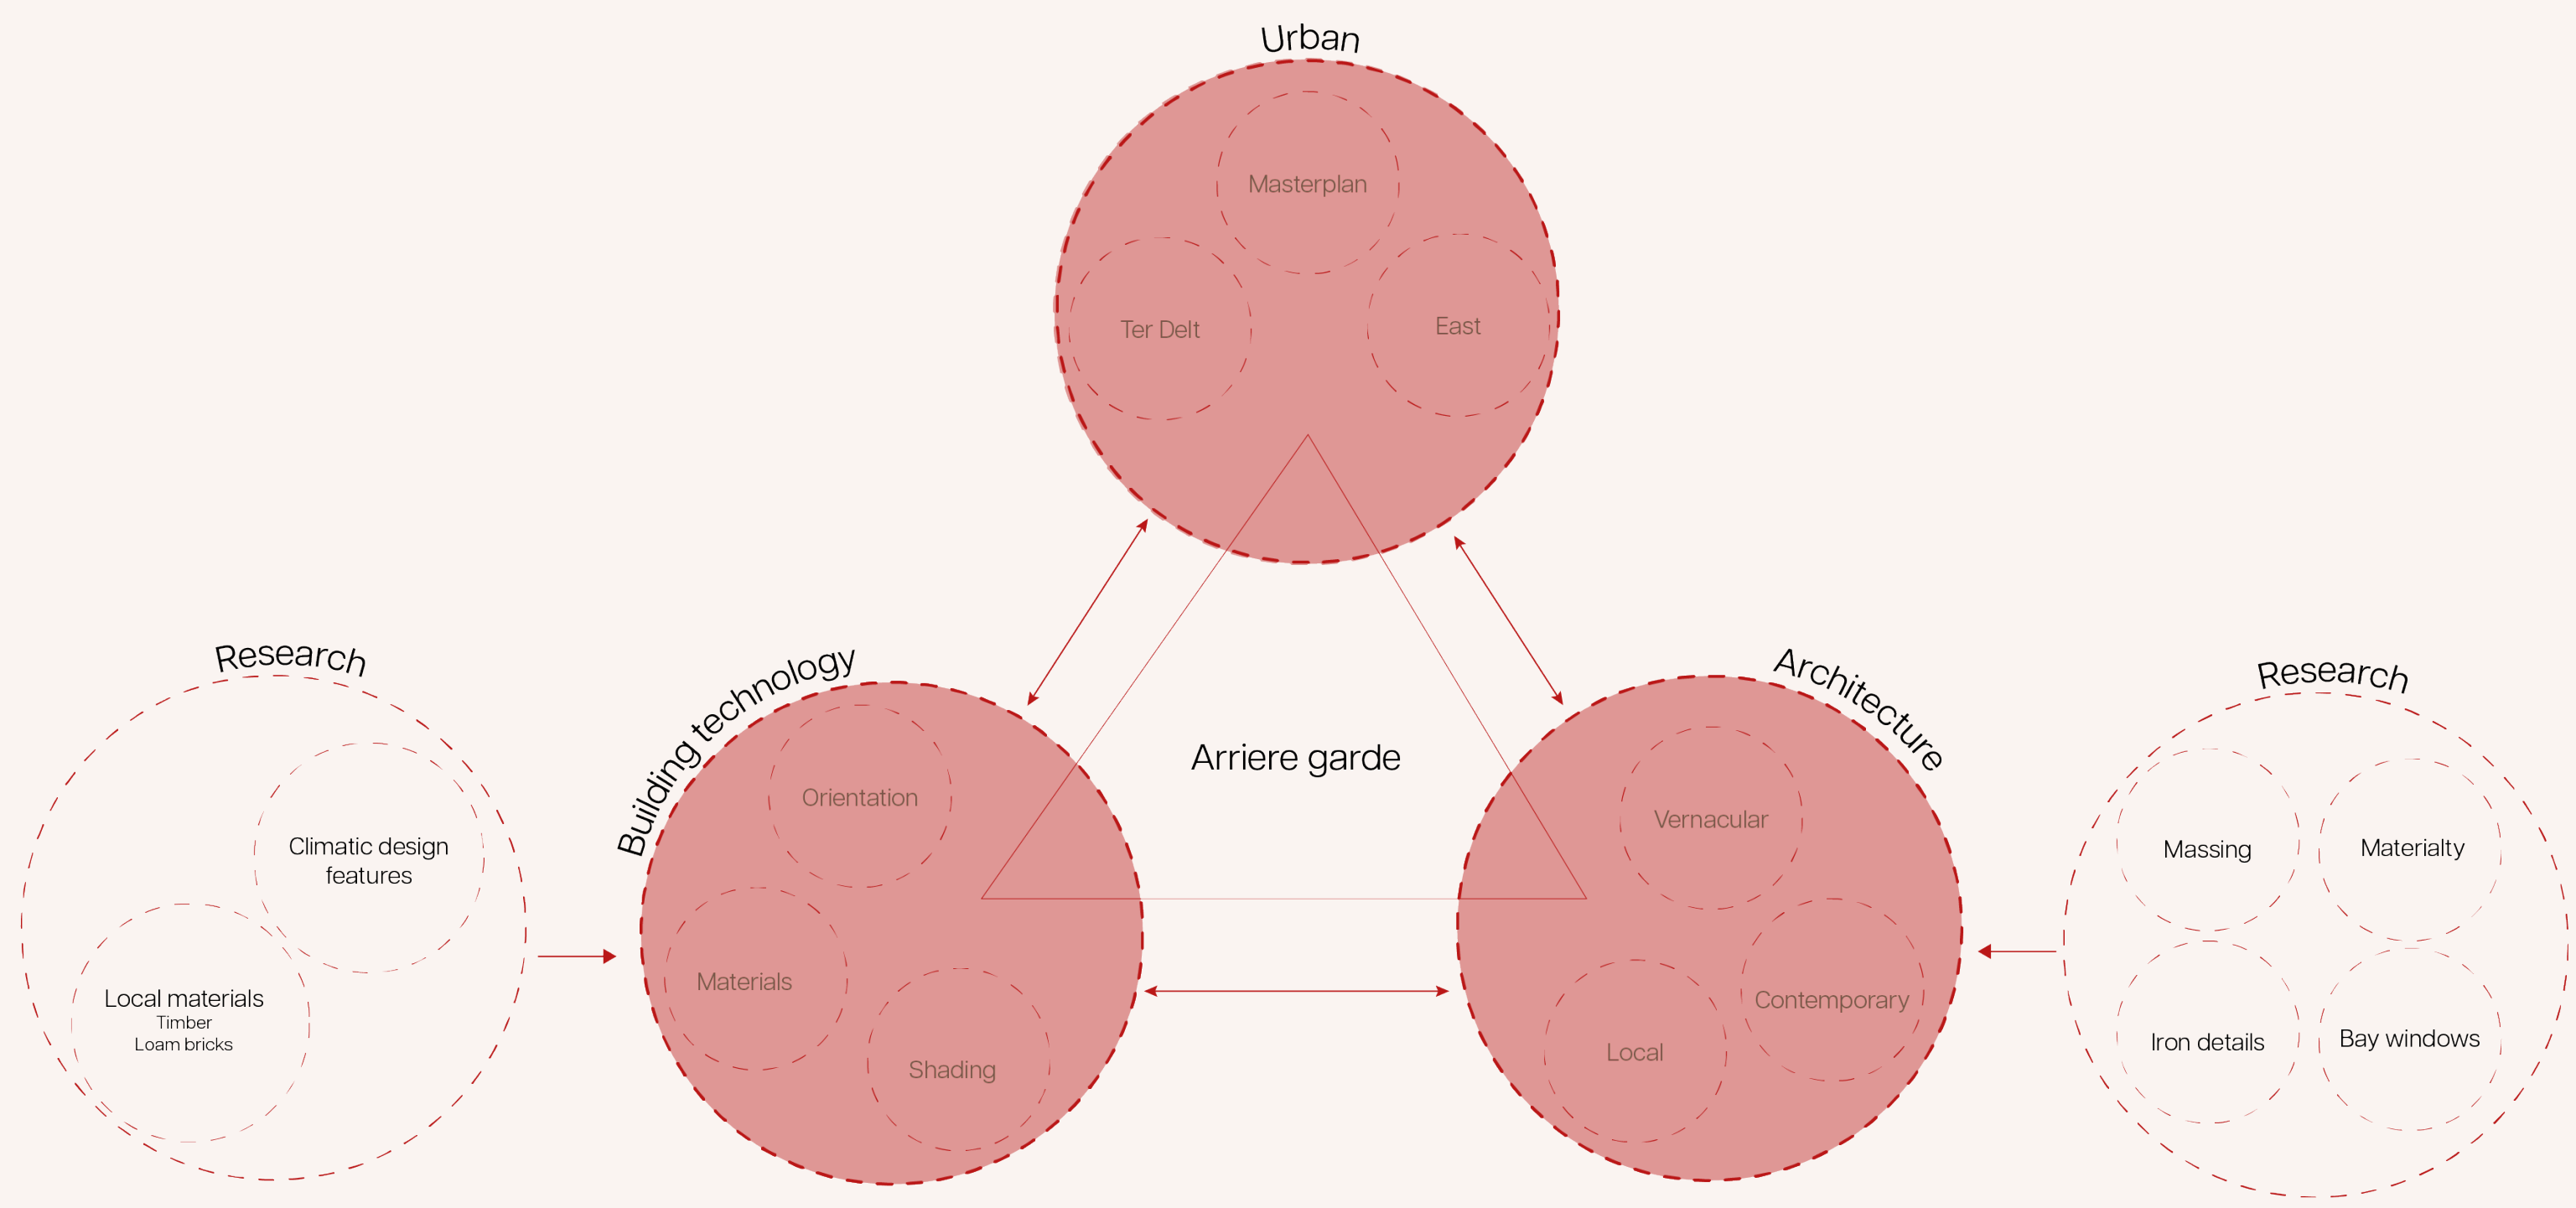 Urban
Masterplan
Ter Delt
East
Research
Climatic design
features
Local materials
Timber
Loam bricks
Building technology
Orientation
Materials
Shading
Arriere garde
Architecture
Vernacular
Contemporary
Local
Research
Massing
Materialty
Iron details
Bay windows